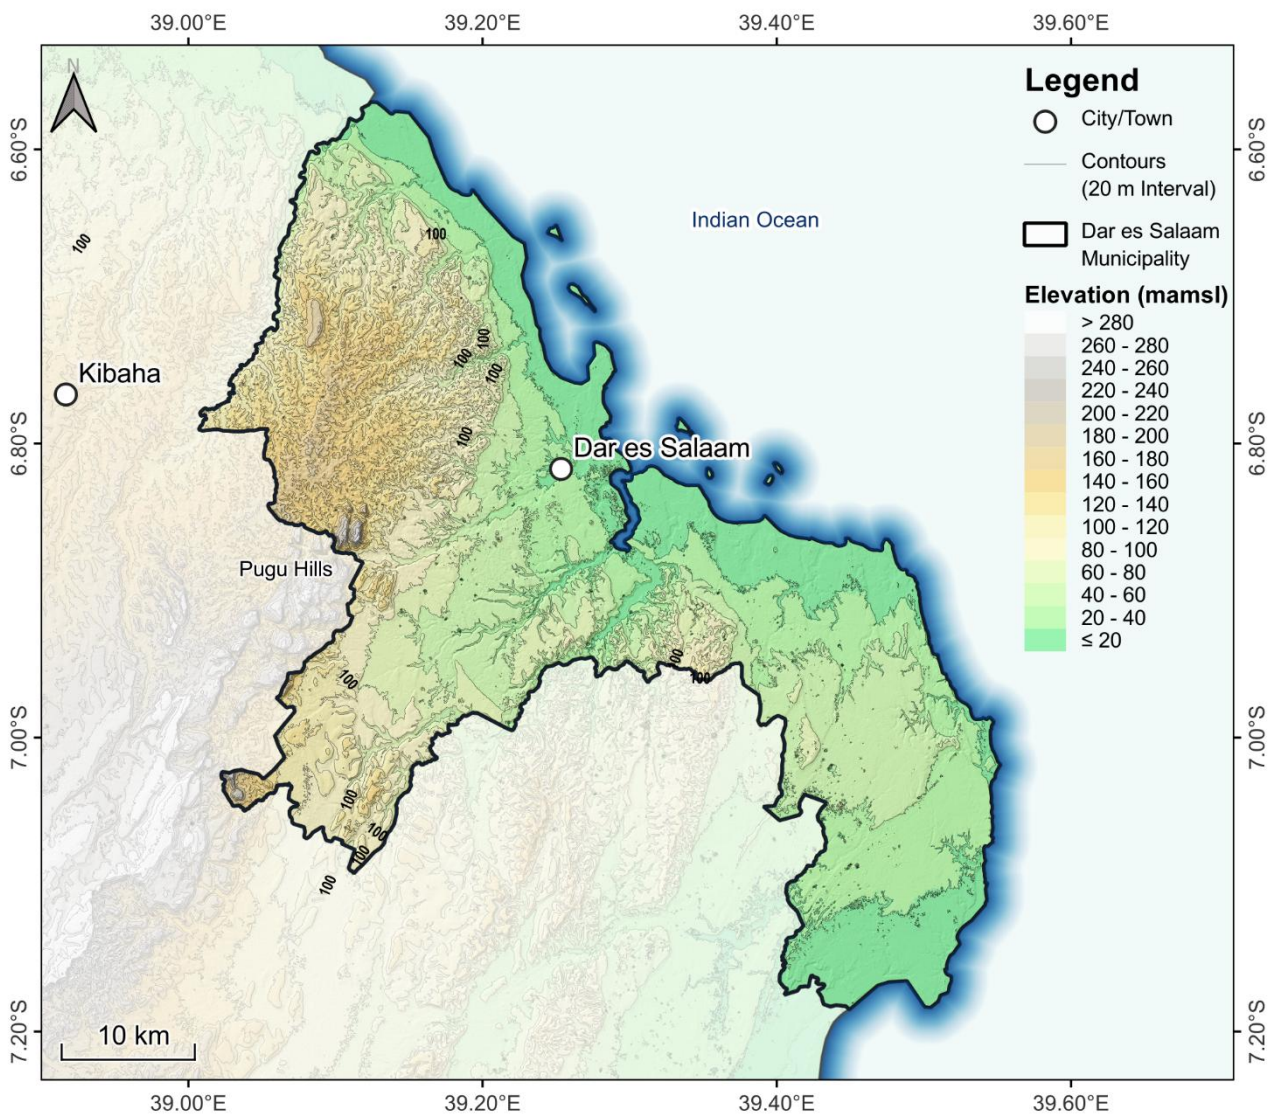 39.00°E
39.20°E
39.40°E
39.60°E
N
6.60°S
6.60°S
Legend
City/Town
Contours
(20 m Interval)
Dar es Salaam
Municipality
Elevation (mamsl)
> 280
260 - 280
240 - 260
220 - 240
200 - 220
180 - 200
160 - 180
140 - 160
120 - 140
100 - 120
80 - 100
60 - 80
40 - 60
20 - 40
≤ 20
Indian Ocean
100
100
100
100
100
Kibaha
100
6.80°S
6.80°S
Dar es Salaam
Pugu Hills
100
100
100
7.00°S
7.00°S
100
100
100
100
7.20°S
7.20°S
10 km
39.00°E
39.20°E
39.40°E
39.60°E